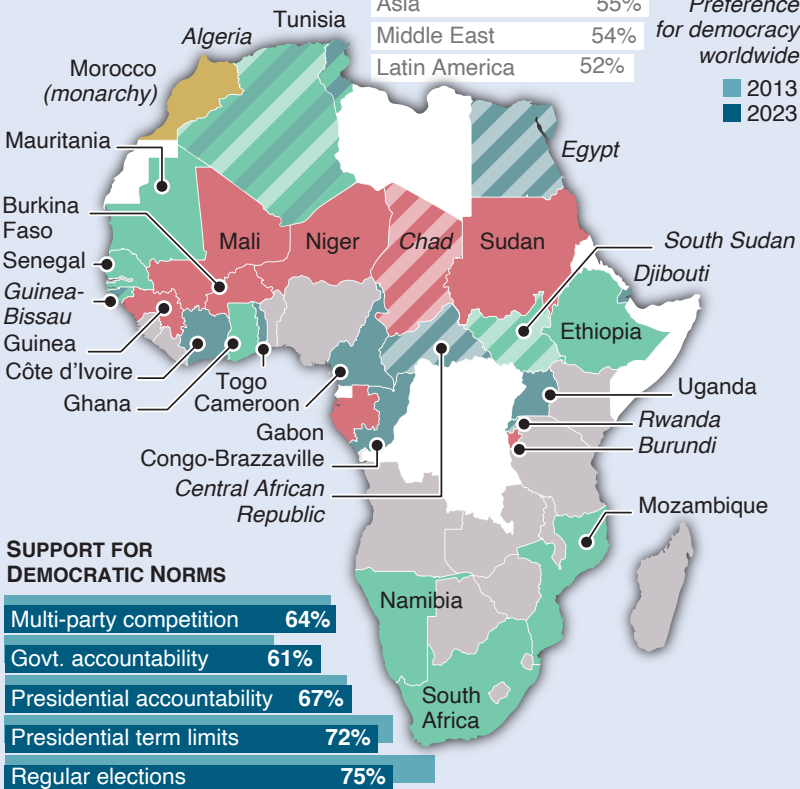 Asia 55%
Middle East 54%
Latin America 52%
Preference
for democracy
worldwide
2013
2023
Tunisia
Algeria
Morocco
(monarchy)
Mauritania
Egypt
Burkina
Faso
Mali
Niger
Chad
Sudan
South Sudan
Senegal
Djibouti
Guinea-
Bissau
Ethiopia
Guinea
Côte d'Ivoire
Togo
Ghana
Cameroon
Uganda
Gabon
Rwanda
Congo-Brazzaville
Burundi
Central African
Republic
Mozambique
SUPPORT FOR
DEMOCRATIC NORMS
Namibia
Multi-party competition 64%
Govt. accountability 61%
Presidential accountability 67%
South
Africa
Presidential term limits 72%
Regular elections 75%